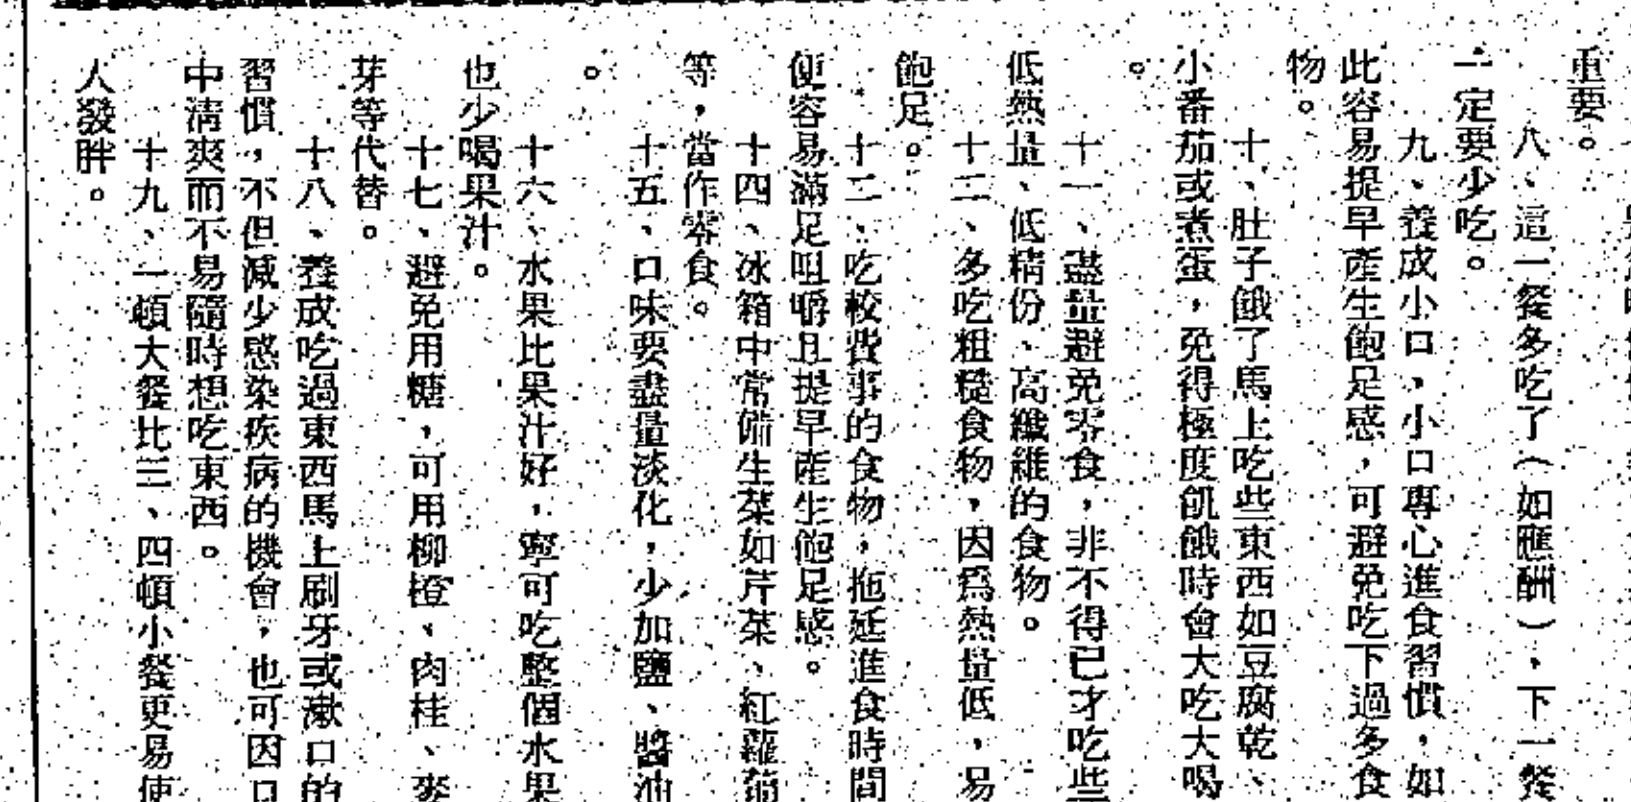 重要。
八、這一餐多吃了（如應酬），下一餐
一定要少吃。
九、養成小口，小口專心進食習慣，如
此容易提早產生飽足感，可避免吃下過多食
物。
十、肚子餓了馬上吃些東西如豆腐乾、
小番茄或煮蛋，免得極度飢餓時會大吃大喝
。
十一、盡量避免零食，非不得已才吃些
低熱量、低糖份、高纖維的食物。
十二、多吃粗糙食物，因為熱量低，易
飽足。
十三、吃較費事的食物，拖延進食時間
便容易滿足咀嚼且提早產生飽足感。
十四、冰箱中常備生菜如芹菜、紅蘿蔔
等，當作零食。
十五、口味要盡量淡化，少加鹽、醬油
。
十六、水果比果汁好，寧可吃整個水果
也少喝果汁。
十七、避免用糖，可用柳橙、肉桂、麥
芽等代替。
十八、養成吃過東西馬上刷牙或漱口的
習慣，不但減少感染疾病的機會，也可因口
中清爽而不易隨時想吃東西。
十九、一頓大餐比三、四頓小餐更易使
人發胖。